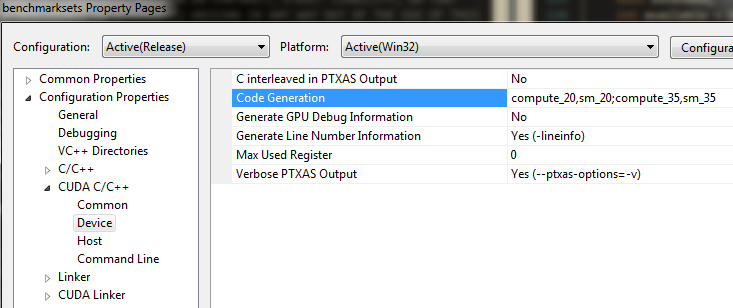 benchmarksets Property Pages
Configuration: Active(Release) Platform: Active(Win32) Configura
Common Properties
Configuration Properties
General
Debugging
VC++ Directories
C/C++
CUDA C/C++
Common
Device
Host
Command Line
Linker
CUDA Linker
C interleaved in PTXAS Output No
Code Generation compute_20,sm_20;compute_35,sm_35
Generate GPU Debug Information No
Generate Line Number Information Yes (-lineinfo)
Max Used Register 0
Verbose PTXAS Output Yes (--ptxas-options=-v)